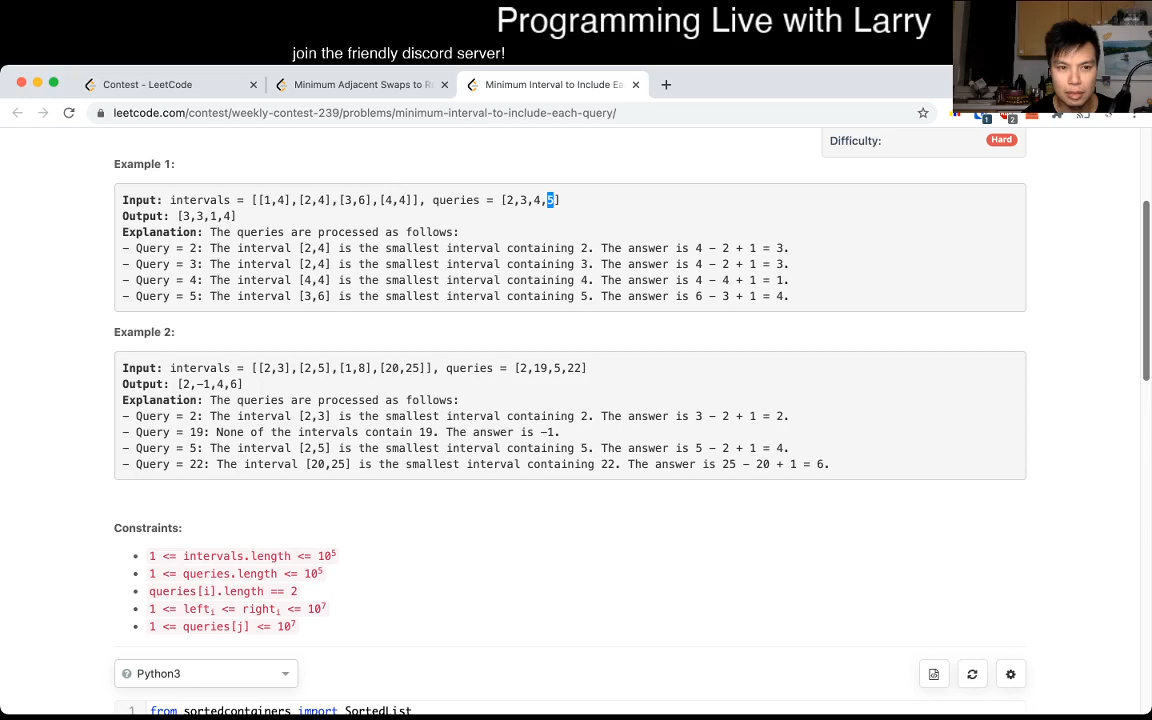 Programming Live with Larry
join the friendly discord server!
Contest - LeetCode
Minimum Adjacent Swaps to R
Minimum Interval to Include Ea
leetcode.com/contest/weekly-contest-239/problems/minimum-interval-to-include-each-query/
1
2
Difficulty:
Hard
Example 1:
Input: intervals = [[1,4],[2,4],[3,6],[4,4]], queries = [2,3,4,5]
Output: [3,3,1,4]
Explanation: The queries are processed as follows:
- Query = 2: The interval [2,4] is the smallest interval containing 2. The answer is 4 - 2 + 1 = 3.
- Query = 3: The interval [2,4] is the smallest interval containing 3. The answer is 4 - 2 + 1 = 3.
- Query = 4: The interval [4,4] is the smallest interval containing 4. The answer is 4 - 4 + 1 = 1.
- Query = 5: The interval [3,6] is the smallest interval containing 5. The answer is 6 - 3 + 1 = 4.
Example 2:
Input: intervals = [[2,3],[2,5],[1,8],[20,25]], queries = [2,19,5,22]
Output: [2,-1,4,6]
Explanation: The queries are processed as follows:
- Query = 2: The interval [2,3] is the smallest interval containing 2. The answer is 3 - 2 + 1 = 2.
- Query = 19: None of the intervals contain 19. The answer is -1.
- Query = 5: The interval [2,5] is the smallest interval containing 5. The answer is 5 - 2 + 1 = 4.
- Query = 22: The interval [20,25] is the smallest interval containing 22. The answer is 25 - 20 + 1 = 6.
Constraints:
1 <= intervals.length <= 10⁵
1 <= queries.length <= 10⁵
queries[i].length == 2
1 <= leftᵢ <= rightᵢ <= 10⁷
1 <= queries[j] <= 10⁷
Python3
1 from sortedcontainers import SortedList